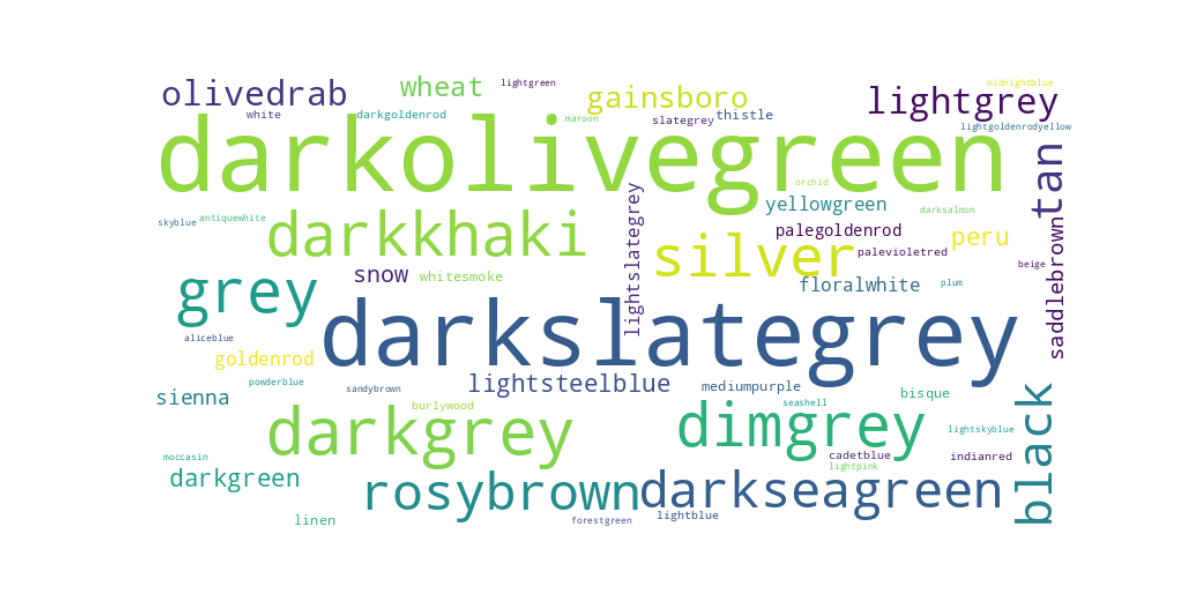 olivedrab
wheat
lightgreen
gainsboro
lightgrey
midnightblue
white
darkgoldenrod
maroon
slategrey
thistle
lightgoldenrodyellow
darkolivegreen
tan
orchid
skyblue
antiquewhite
darkkhaki
lightslategrey
yellowgreen
darksalmon
silver
palegoldenrod
peru
palevioletred
saddlebrown
beige
grey
snow
whitesmoke
floralwhite
plum
aliceblue
darkslategrey
goldenrod
powderblue
sandybrown
lightsteelblue
mediumpurple
bisque
sienna
burlywood
seashell
black
darkgrey
dimgrey
lightskyblue
moccasin
cadetblue
indianred
lightpink
darkgreen
rosybrown
darkseagreen
linen
forestgreen
lightblue